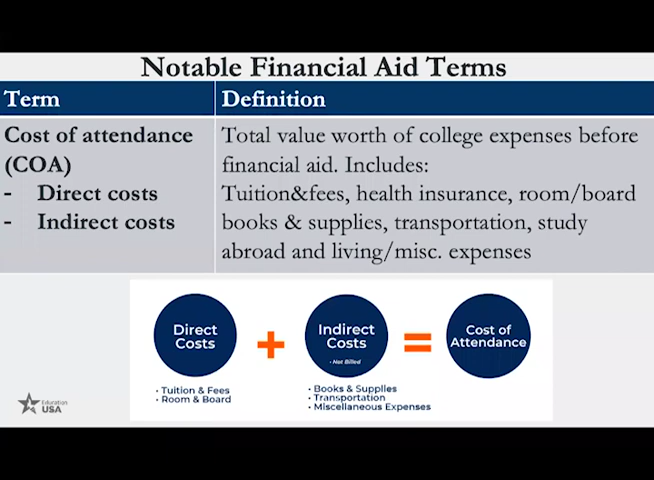 Notable Financial Aid Terms
Term
Definition
Cost of attendance
(COA)
- Direct costs
- Indirect costs
Total value worth of college expenses before
financial aid. Includes:
Tuition&fees, health insurance, room/board
books & supplies, transportation, study
abroad and living/misc. expenses
Direct
Costs
+
Indirect
Costs
• Not Billed
=
Cost of
Attendance
• Tuition & Fees
• Room & Board
• Books & Supplies
• Transportation
• Miscellaneous Expenses
Education
USA